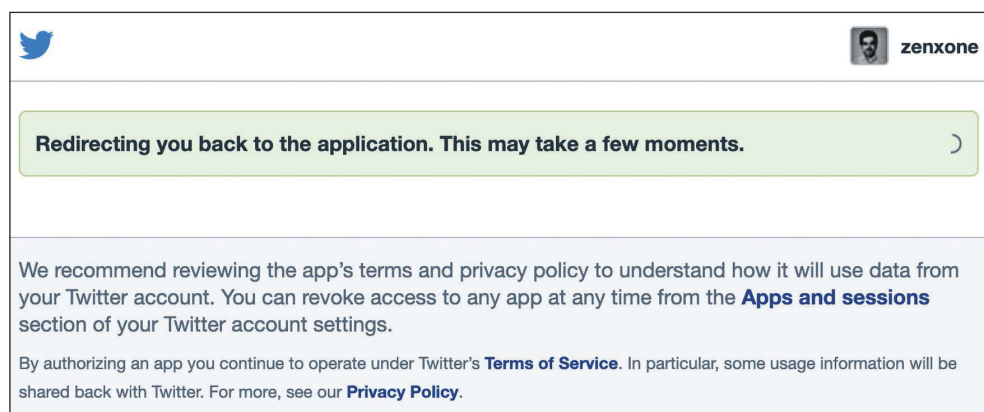 zenxone
Redirecting you back to the application. This may take a few moments.
We recommend reviewing the app's terms and privacy policy to understand how it will use data from
your Twitter account. You can revoke access to any app at any time from the Apps and sessions
section of your Twitter account settings.
By authorizing an app you continue to operate under Twitter's Terms of Service. In particular, some usage information will be
shared back with Twitter. For more, see our Privacy Policy.